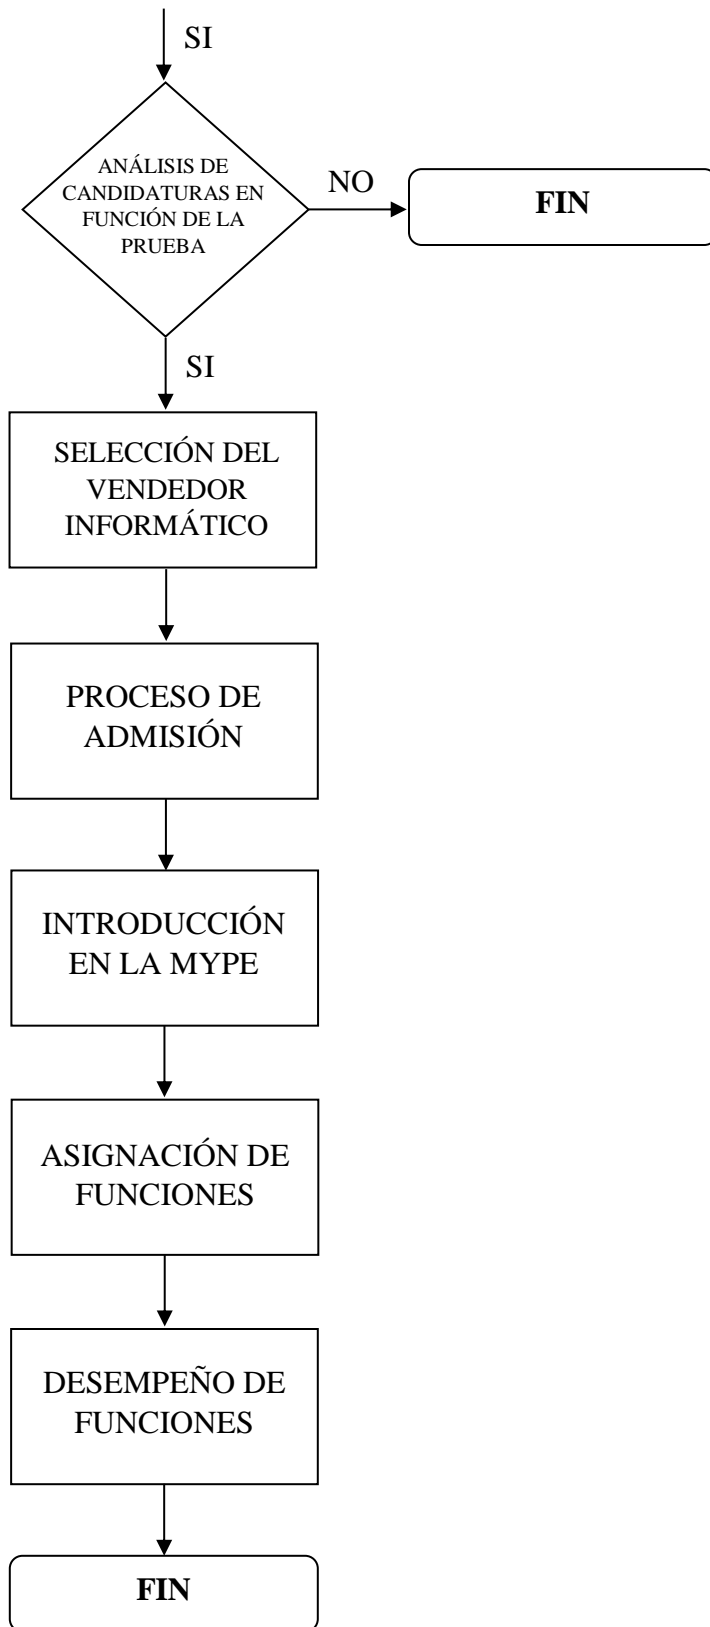 SI
ANÁLISIS DE
CANDIDATURAS EN
FUNCIÓN DE LA
PRUEBA
NO
FIN
SI
SELECCIÓN DEL
VENDEDOR
INFORMÁTICO
PROCESO DE
ADMISIÓN
INTRODUCCIÓN
EN LA MYPE
ASIGNACIÓN DE
FUNCIONES
DESEMPEÑO DE
FUNCIONES
FIN